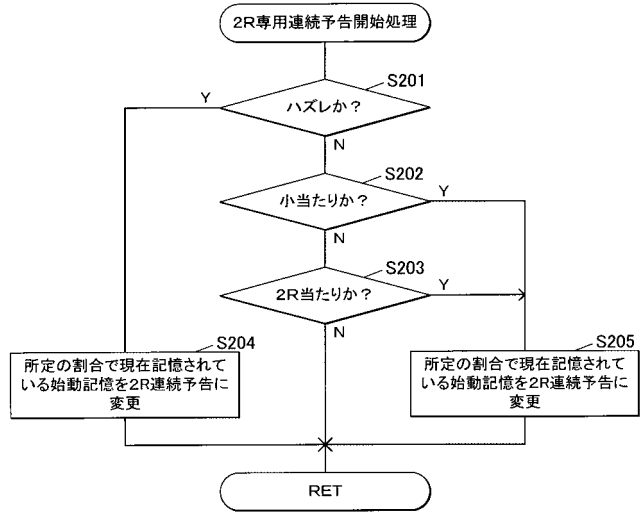 2R専用連続予告開始処理
S201
Y
ハズレか？
N
S202
小当たりか？
Y
N
S203
2R当たりか？
Y
N
S204
所定の割合で現在記憶されて
いる始動記憶を2R連続予告に
変更
S205
所定の割合で現在記憶されて
いる始動記憶を2R連続予告に
変更
RET